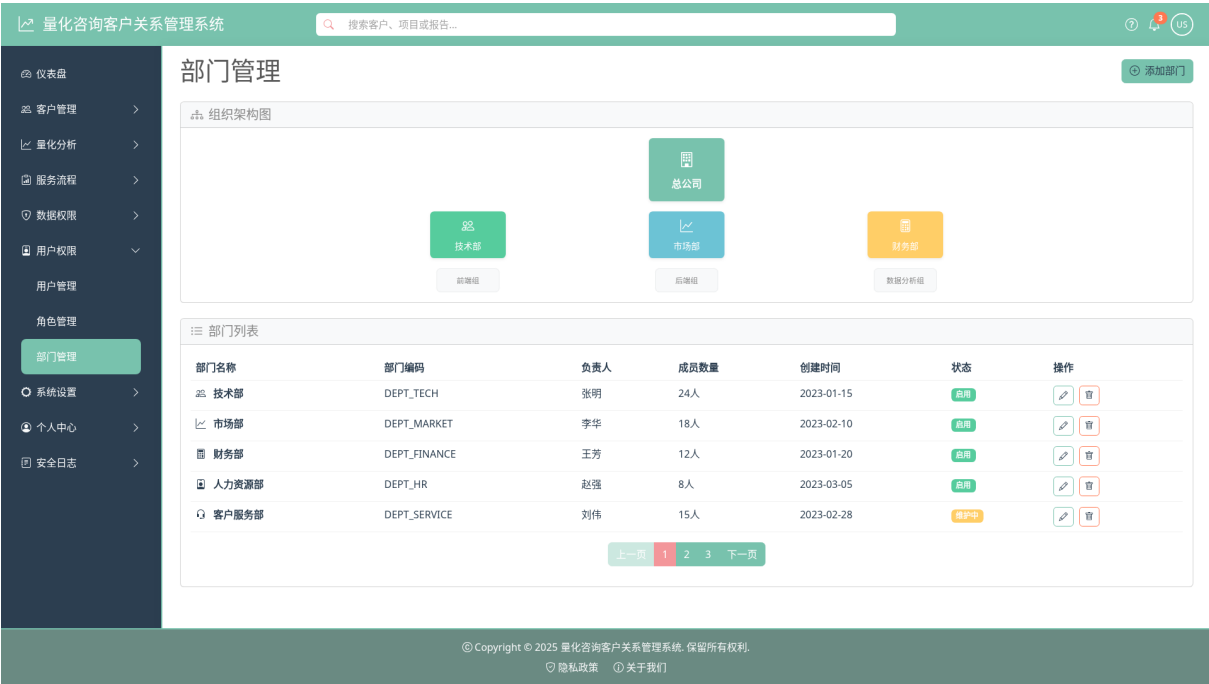 量化咨询客户关系管理系统
搜索客户、项目或报告...
3
US
仪表盘
客户管理
量化分析
服务流程
数据权限
用户权限
用户管理
角色管理
部门管理
系统设置
个人中心
安全日志
部门管理
添加部门
组织架构图
总公司
技术部 市场部 财务部
前端组 后端组 数据分析组
部门列表
部门名称 部门编码 负责人 成员数量 创建时间 状态 操作
技术部 DEPT_TECH 张明 24人 2023-01-15 启用
市场部 DEPT_MARKET 李华 18人 2023-02-10 启用
财务部 DEPT_FINANCE 王芳 12人 2023-01-20 启用
人力资源部 DEPT_HR 赵强 8人 2023-03-05 启用
客户服务部 DEPT_SERVICE 刘伟 15人 2023-02-28 维护中
上一页 1 2 3 下一页
© Copyright © 2025 量化咨询客户关系管理系统. 保留所有权利.
隐私政策 关于我们